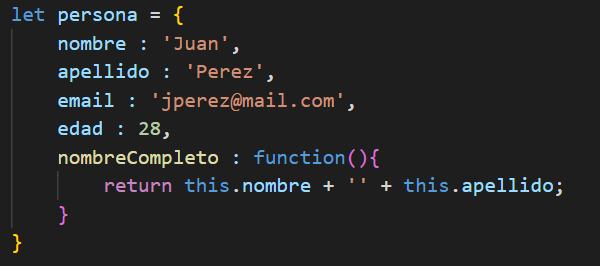 let persona = {
    nombre : 'Juan',
    apellido : 'Perez',
    email : 'jperez@mail.com',
    edad : 28,
    nombreCompleto : function(){
        return this.nombre + '' + this.apellido;
    }
}